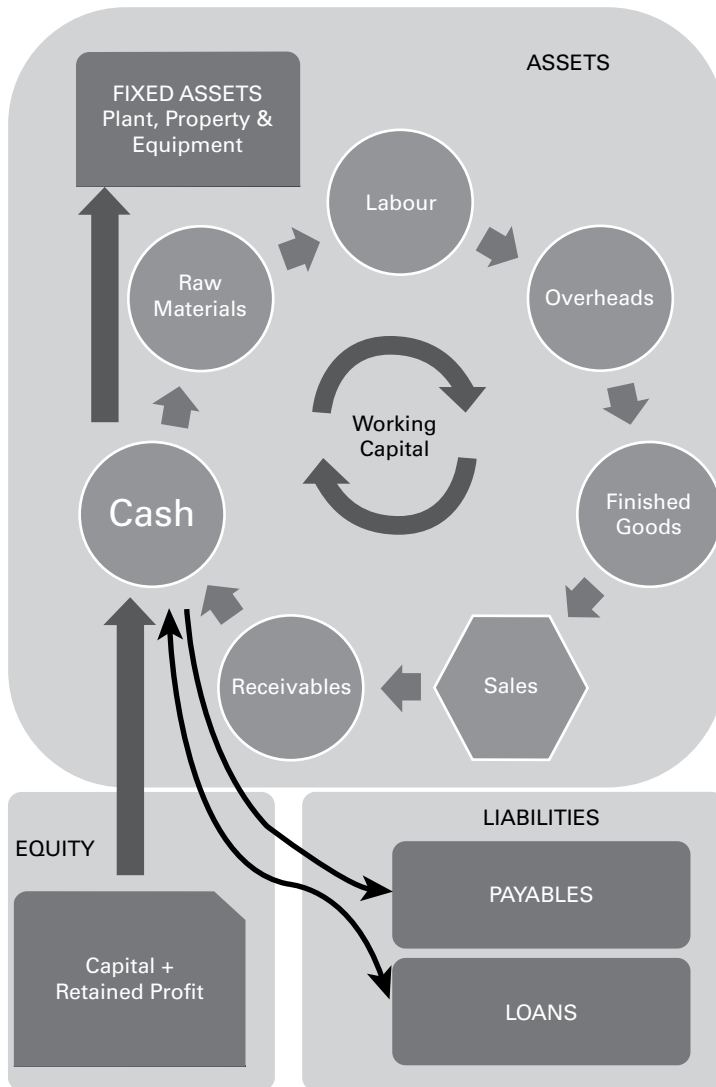 ASSETS
FIXED ASSETS
Plant, Property &
Equipment
Labour
Raw
Materials
Overheads
Working
Capital
Cash
Finished
Goods
Receivables
Sales
EQUITY
LIABILITIES
PAYABLES
Capital +
Retained Profit
LOANS